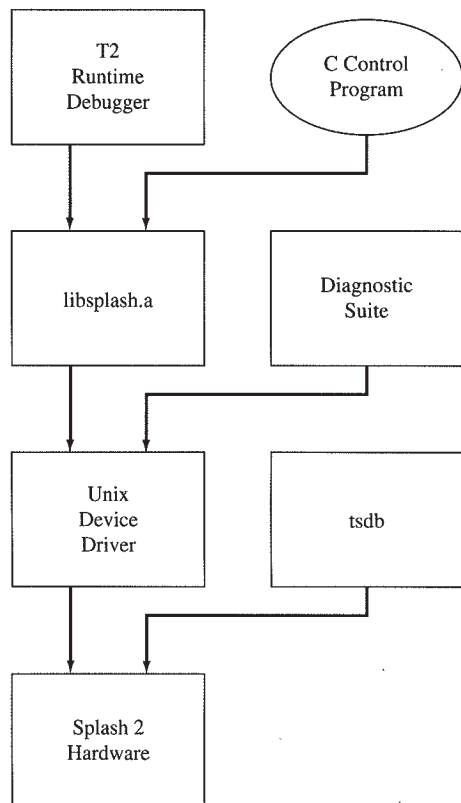 T2
Runtime
Debugger
C Control
Program
libsplash.a
Diagnostic
Suite
Unix
Device
Driver
tsdb
Splash 2
Hardware